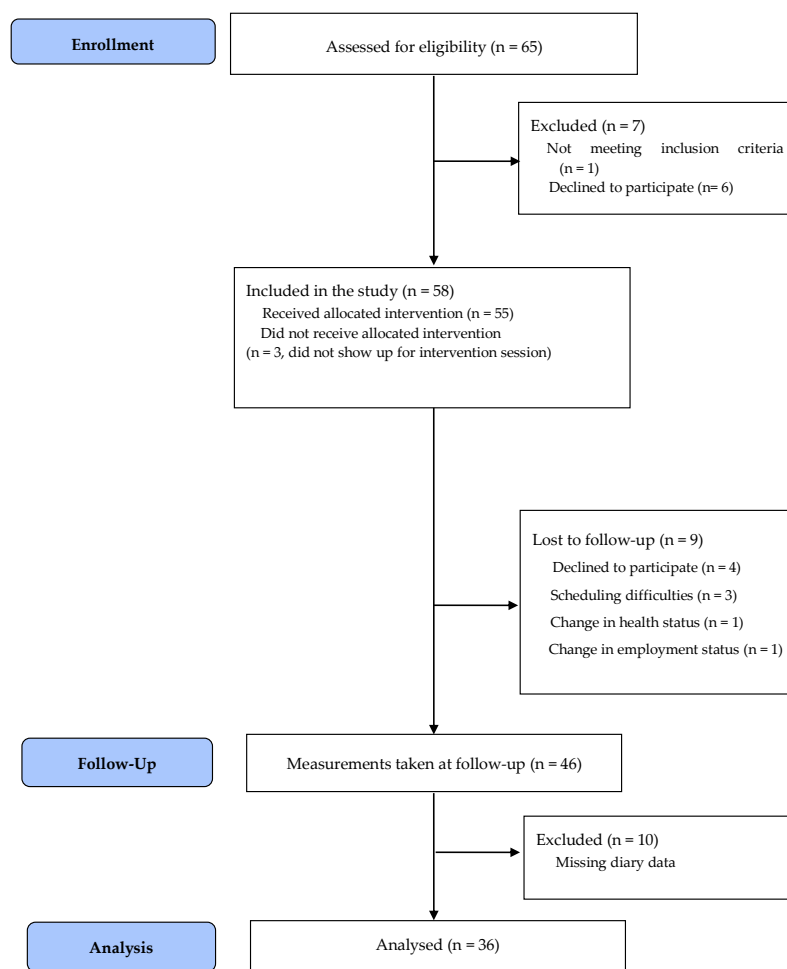 Enrollment
Assessed for eligibility (n = 65)
Excluded (n = 7)
Not meeting inclusion criteria
(n = 1)
Declined to participate (n= 6)
Included in the study (n = 58)
Received allocated intervention (n = 55)
Did not receive allocated intervention
(n = 3, did not show up for intervention session)
Lost to follow-up (n = 9)
Declined to participate (n = 4)
Scheduling difficulties (n = 3)
Change in health status (n = 1)
Change in employment status (n = 1)
Follow-Up
Measurements taken at follow-up (n = 46)
Excluded (n = 10)
Missing diary data
Analysis
Analysed (n = 36)